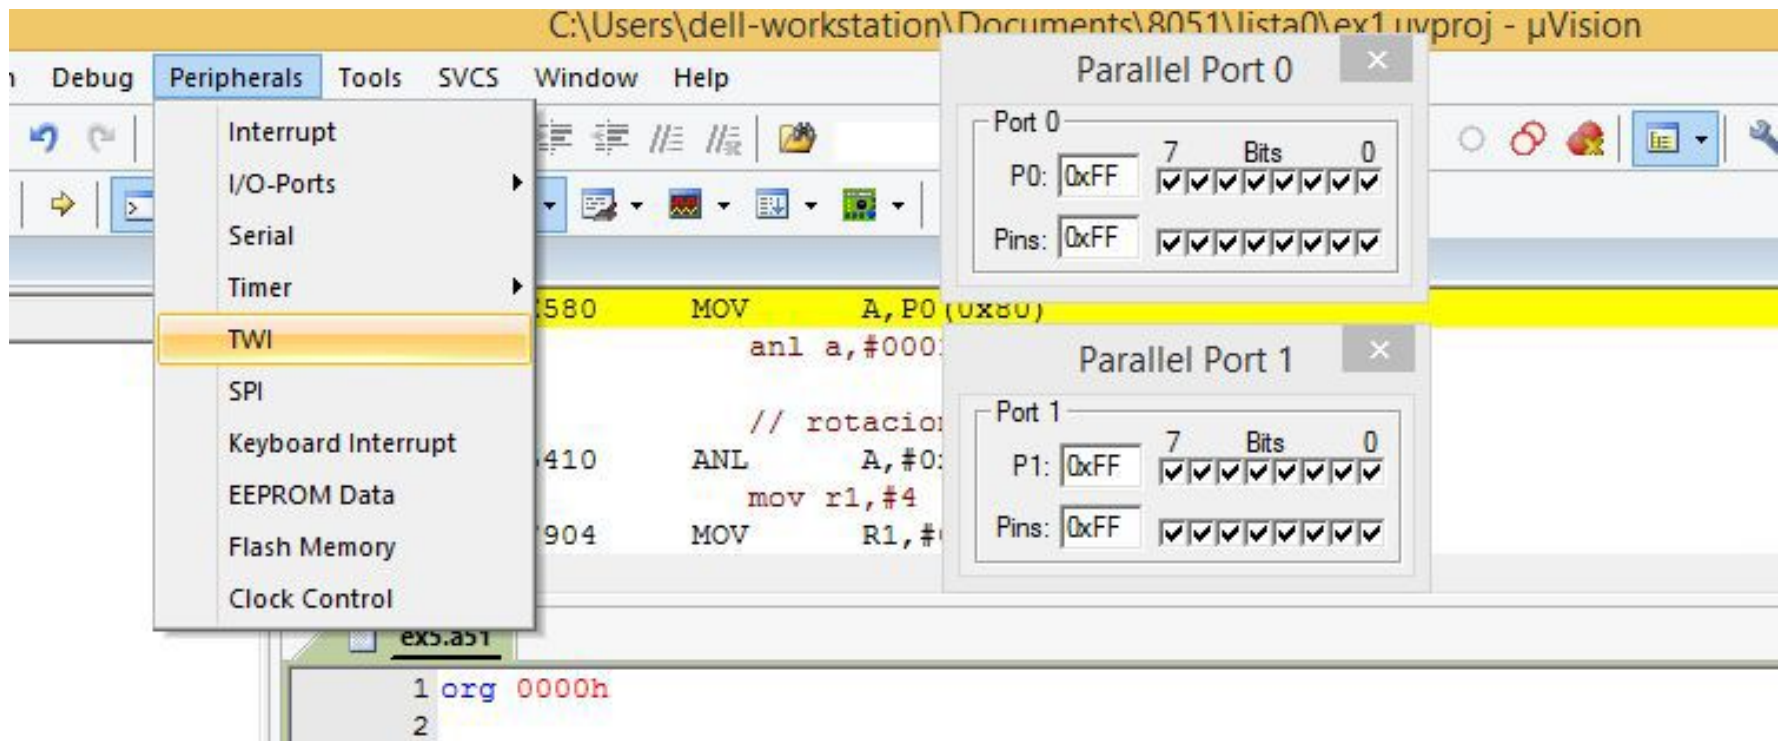 C:\Users\dell-workstation\Documents\8051\lista0\ex1.uvproj - µVision
Debug Peripherals Tools SVCS Window Help
Interrupt
I/O-Ports
Serial
Timer
TWI
SPI
Keyboard Interrupt
EEPROM Data
Flash Memory
Clock Control
Parallel Port 0
Port 0
7 Bits 0
P0: 0xFF
Pins: 0xFF
580 MOV A,P0(0x80)
anl a,#000
// rotacion
410 ANL A,#0
mov r1,#4
904 MOV R1,#
Parallel Port 1
Port 1
7 Bits 0
P1: 0xFF
Pins: 0xFF
ex5.a51
1 org 0000h
2